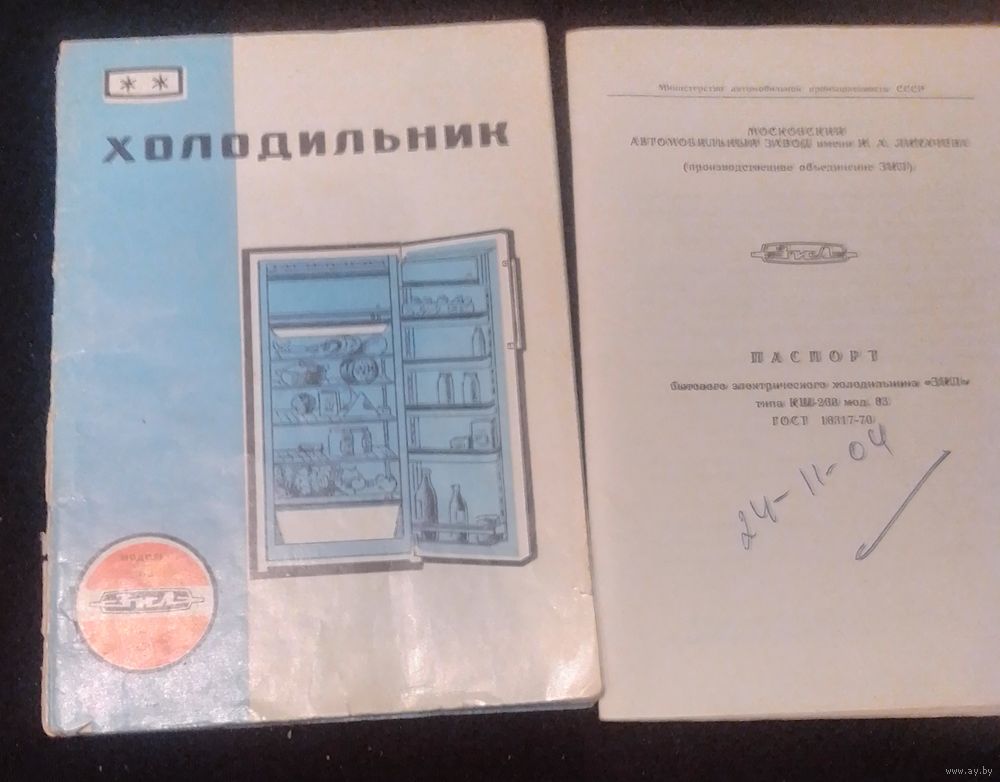 * *
ХОЛОДИЛЬНИК
модель
ЗИЛ
Министерство автомобильной промышленности СССР
МОСКОВСКИЙ
АВТОМОБИЛЬНЫЙ ЗАВОД имени И. А. ЛИХАЧЕВА
(производственное объединение ЗИЛ)
ЗИЛ
ПАСПОРТ
бытового электрического холодильника «ЗИЛ»
типа КШ-260 мод. 63
ГОСТ 16317-70
24-11-04
www.ay.by